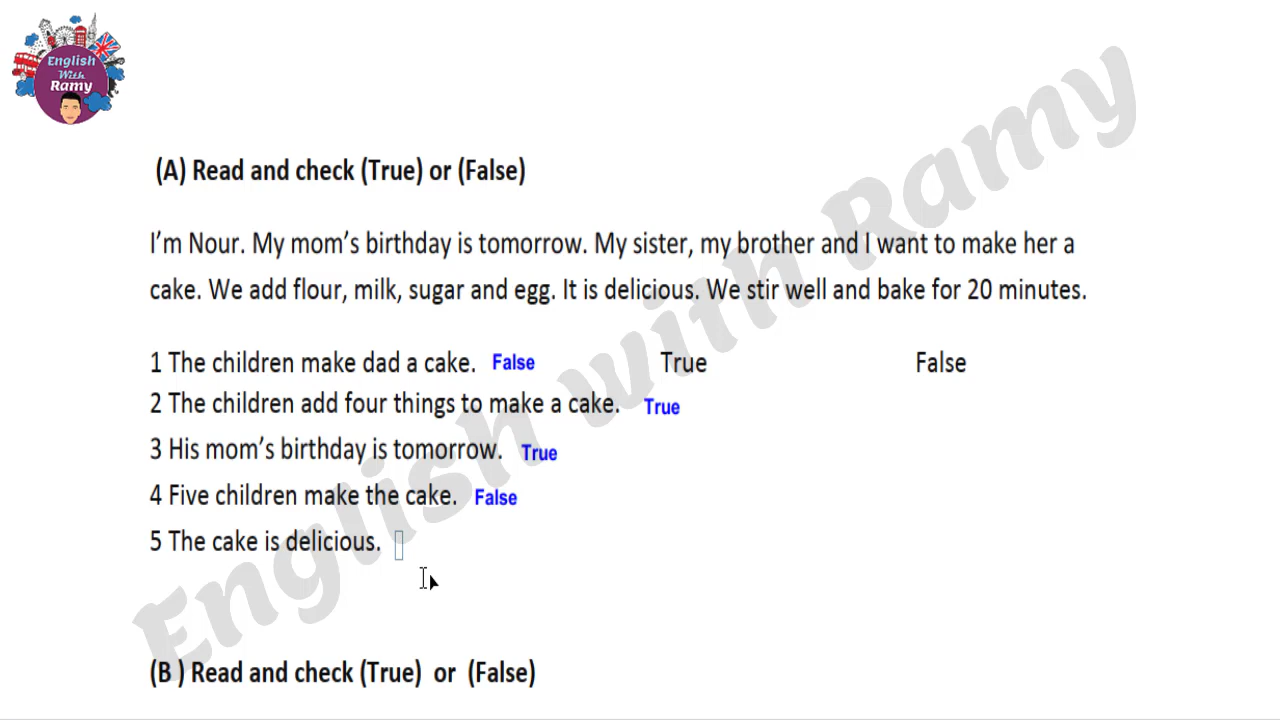 English
With
Ramy
(A) Read and check (True) or (False)
I'm Nour. My mom's birthday is tomorrow. My sister, my brother and I want to make her a
cake. We add flour, milk, sugar and egg. It is delicious. We stir well and bake for 20 minutes.
1 The children make dad a cake. False True False
2 The children add four things to make a cake. True
3 His mom's birthday is tomorrow. True
4 Five children make the cake. False
5 The cake is delicious.
(B ) Read and check (True) or (False)
English with Ramy